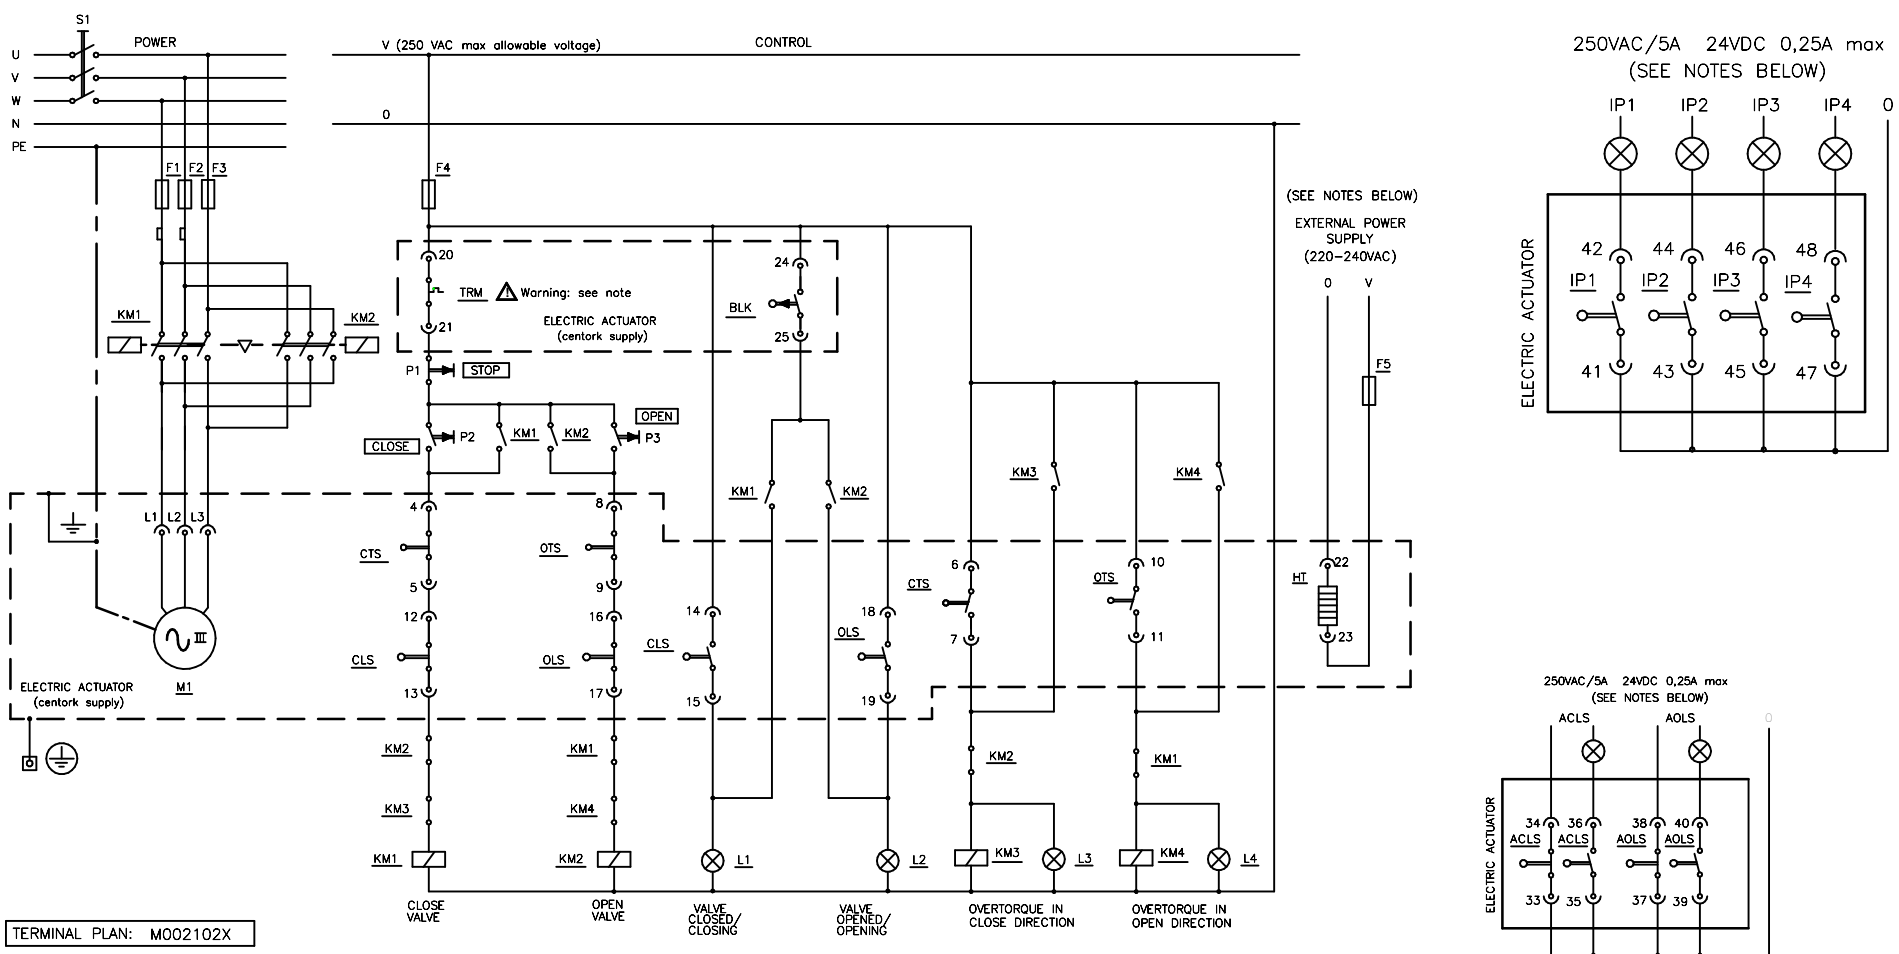 S1
POWER
U
V
W
N
PE
V (250 VAC max allowable voltage)
CONTROL
0
F1 F2 F3
F4
KM1
KM2
20
TRM
Warning: see note
21
ELECTRIC ACTUATOR
(centork supply)
24
BLK
25
P1
STOP
CLOSE
P2
KM1
KM2
OPEN
P3
KM1
KM2
KM3
KM4
(SEE NOTES BELOW)
EXTERNAL POWER
SUPPLY
(220-240VAC)
0
V
F5
L1 L2 L3
M1
ELECTRIC ACTUATOR
(centork supply)
4
CTS
5
12
CLS
13
KM2
KM3
KM1
CLOSE
VALVE
8
OTS
9
16
OLS
17
KM1
KM4
KM2
OPEN
VALVE
14
CLS
15
L1
VALVE
CLOSED/
CLOSING
18
OLS
19
L2
VALVE
OPENED/
OPENING
6
CTS
7
KM2
KM3
L3
OVERTORQUE IN
CLOSE DIRECTION
10
OTS
11
KM1
KM4
L4
OVERTORQUE IN
OPEN DIRECTION
22
HT
23
TERMINAL PLAN: M002102X
250VAC/5A 24VDC 0,25A max
(SEE NOTES BELOW)
IP1 IP2 IP3 IP4 0
42 44 46 48
IP1 IP2 IP3 IP4
41 43 45 47
ELECTRIC ACTUATOR
250VAC/5A 24VDC 0,25A max
(SEE NOTES BELOW)
ACLS AOLS 0
34 36 38 40
ACLS ACLS AOLS AOLS
33 35 37 39
ELECTRIC ACTUATOR